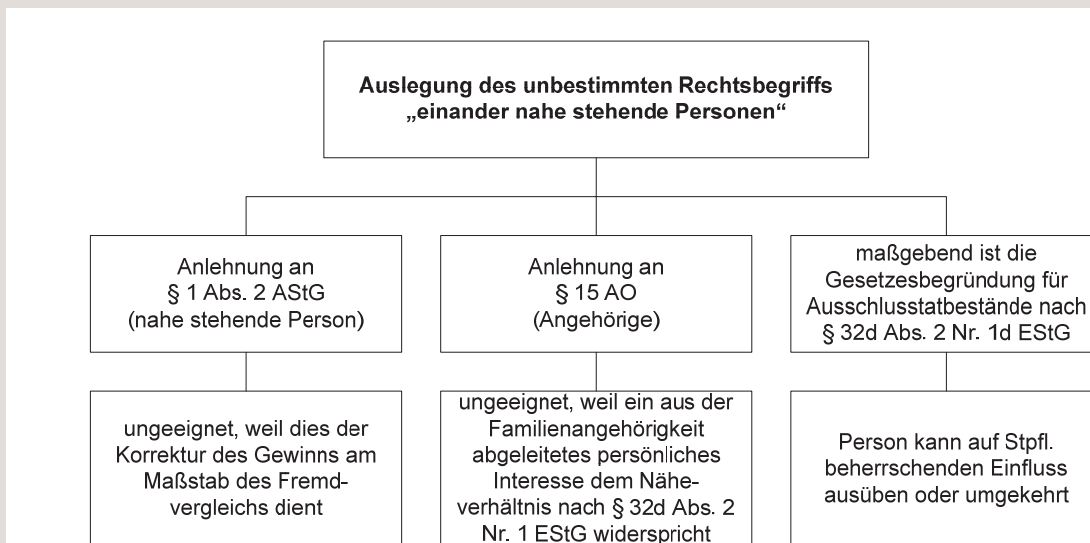 Auslegung des unbestimmten Rechtsbegriffs
„einander nahe stehende Personen“
Anlehnung an
§ 1 Abs. 2 AStG
(nahe stehende Person)
Anlehnung an
§ 15 AO
(Angehörige)
maßgebend ist die
Gesetzesbegründung für
Ausschlusstatbestände nach
§ 32d Abs. 2 Nr. 1d EStG
ungeeignet, weil dies der
Korrektur des Gewinns am
Maßstab des Fremd-
vergleichs dient
ungeeignet, weil ein aus der
Familienangehörigkeit
abgeleitetes persönliches
Interesse dem Nähe-
verhältnis nach § 32d Abs. 2
Nr. 1 EStG widerspricht
Person kann auf Stpfl.
beherrschenden Einfluss
ausüben oder umgekehrt